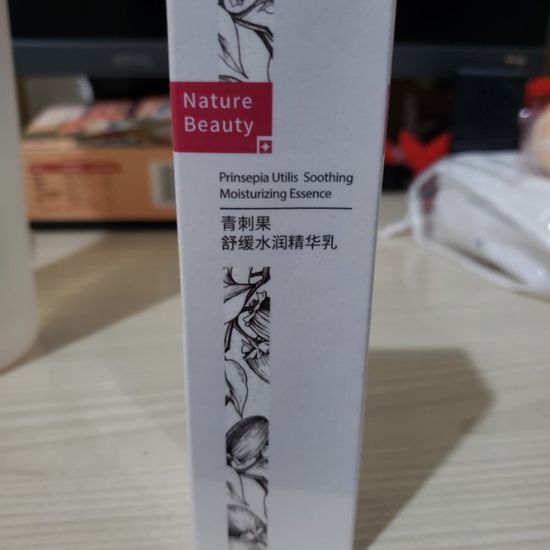 Nature
Beauty
Prinsepia Utilis Soothing
Moisturizing Essence
青刺果
舒缓水润精华乳